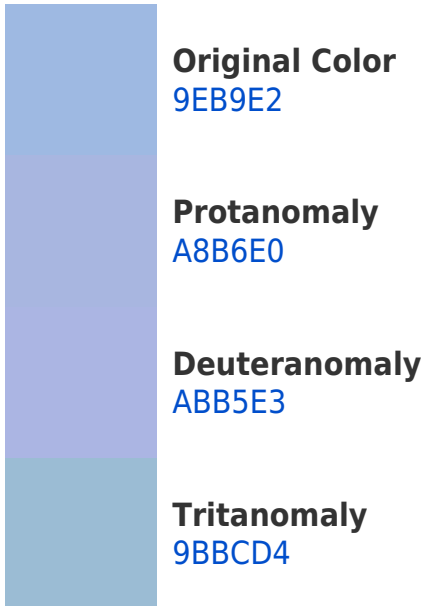 Original Color
9EB9E2
Protanomaly
A8B6E0
Deuteranomaly
ABB5E3
Tritanomaly
9BBCD4